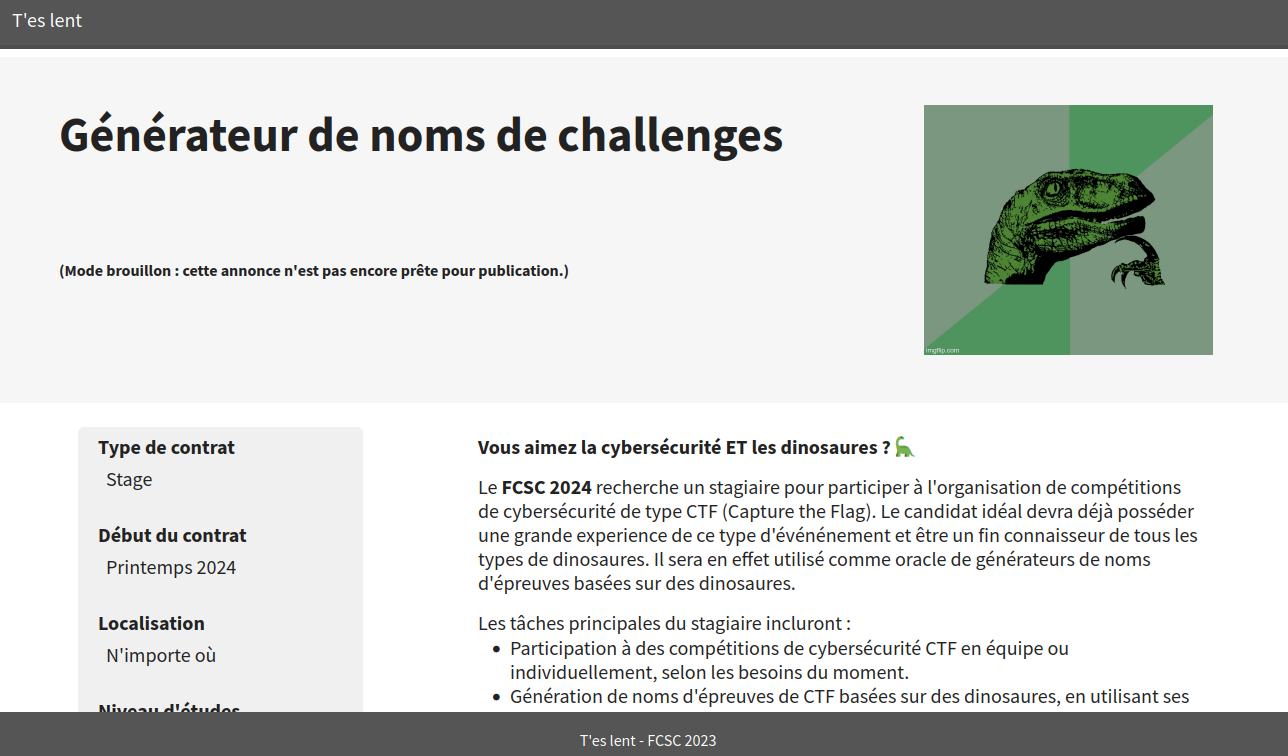 T'es lent
Générateur de noms de challenges
(Mode brouillon : cette annonce n'est pas encore prête pour publication.)
imgflip.com
Type de contrat
Stage
Début du contrat
Printemps 2024
Localisation
N'importe où
Niveau d'études
Vous aimez la cybersécurité ET les dinosaures ? 🦕
Le FCSC 2024 recherche un stagiaire pour participer à l'organisation de compétitions
de cybersécurité de type CTF (Capture the Flag). Le candidat idéal devra déjà posséder
une grande experience de ce type d'événénement et être un fin connaisseur de tous les
types de dinosaures. Il sera en effet utilisé comme oracle de générateurs de noms
d'épreuves basées sur des dinosaures.
Les tâches principales du stagiaire incluront :
• Participation à des compétitions de cybersécurité CTF en équipe ou
individuellement, selon les besoins du moment.
• Génération de noms d'épreuves de CTF basées sur des dinosaures, en utilisant ses
T'es lent - FCSC 2023